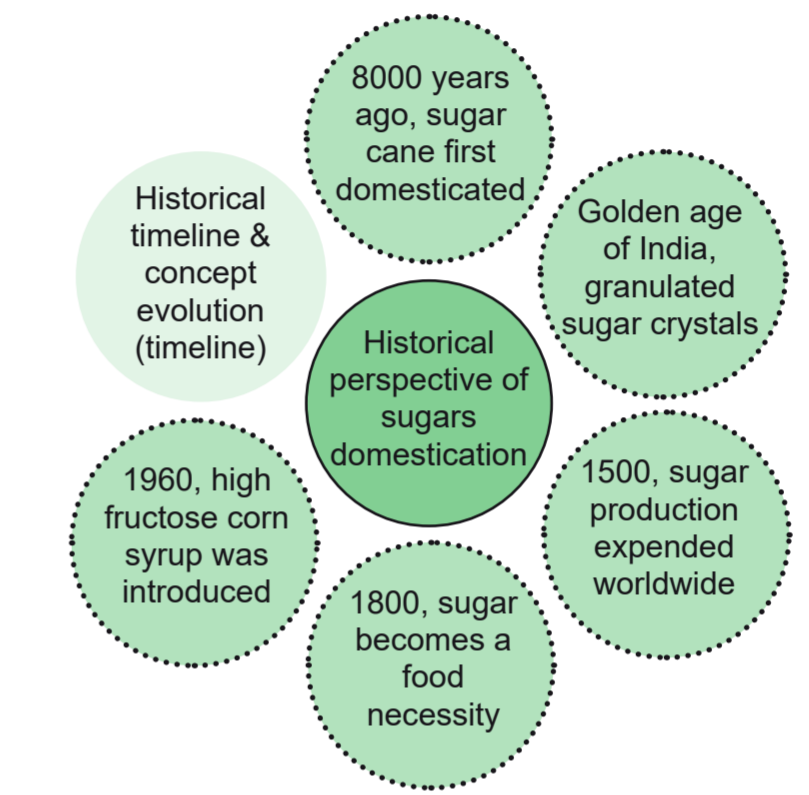 8000 years
ago, sugar
cane first
domesticated
Golden age
of India,
granulated
sugar crystals
Historical
timeline &
concept
evolution
(timeline)
Historical
perspective of
sugars
domestication
1500, sugar
production
expended
worldwide
1960, high
fructose corn
syrup was
introduced
1800, sugar
becomes a
food
necessity